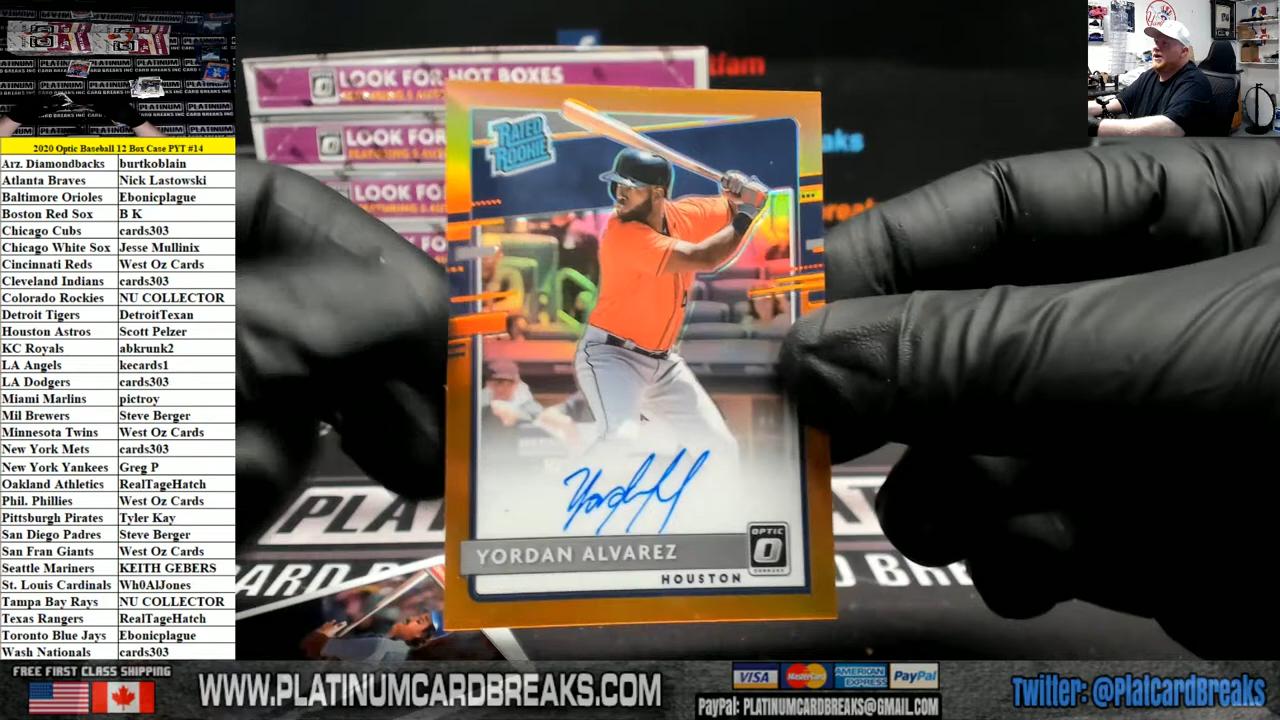 LOOK FOR HOT BOXES
LOOK FOR
LOOK FOR
RATED ROOKIE
YORDAN ALVAREZ
HOUSTON
OPTIC
2020 Optic Baseball 12 Box Case PYT #14
Arz. Diamondbacks burtkoblain
Atlanta Braves Nick Lastowski
Baltimore Orioles Ebonicplague
Boston Red Sox B K
Chicago Cubs cards303
Chicago White Sox Jesse Mullinix
Cincinnati Reds West Oz Cards
Cleveland Indians cards303
Colorado Rockies NU COLLECTOR
Detroit Tigers DetroitTexan
Houston Astros Scott Pelzer
KC Royals abkrunk2
LA Angels kecards1
LA Dodgers cards303
Miami Marlins pictroy
Mil Brewers Steve Berger
Minnesota Twins West Oz Cards
New York Mets cards303
New York Yankees Greg P
Oakland Athletics RealTageHatch
Phil. Phillies West Oz Cards
Pittsburgh Pirates Tyler Kay
San Diego Padres Steve Berger
San Fran Giants West Oz Cards
Seattle Mariners KEITH GEBERS
St. Louis Cardinals Wh0AlJones
Tampa Bay Rays NU COLLECTOR
Texas Rangers RealTageHatch
Toronto Blue Jays Ebonicplague
Wash Nationals cards303
FREE FIRST CLASS SHIPPING
WWW.PLATINUMCARDBREAKS.COM
VISA MasterCard AMERICAN EXPRESS PayPal
PayPal: PLATINUMCARDBREAKS@GMAIL.COM
Twitter: @PlatCardBreaks